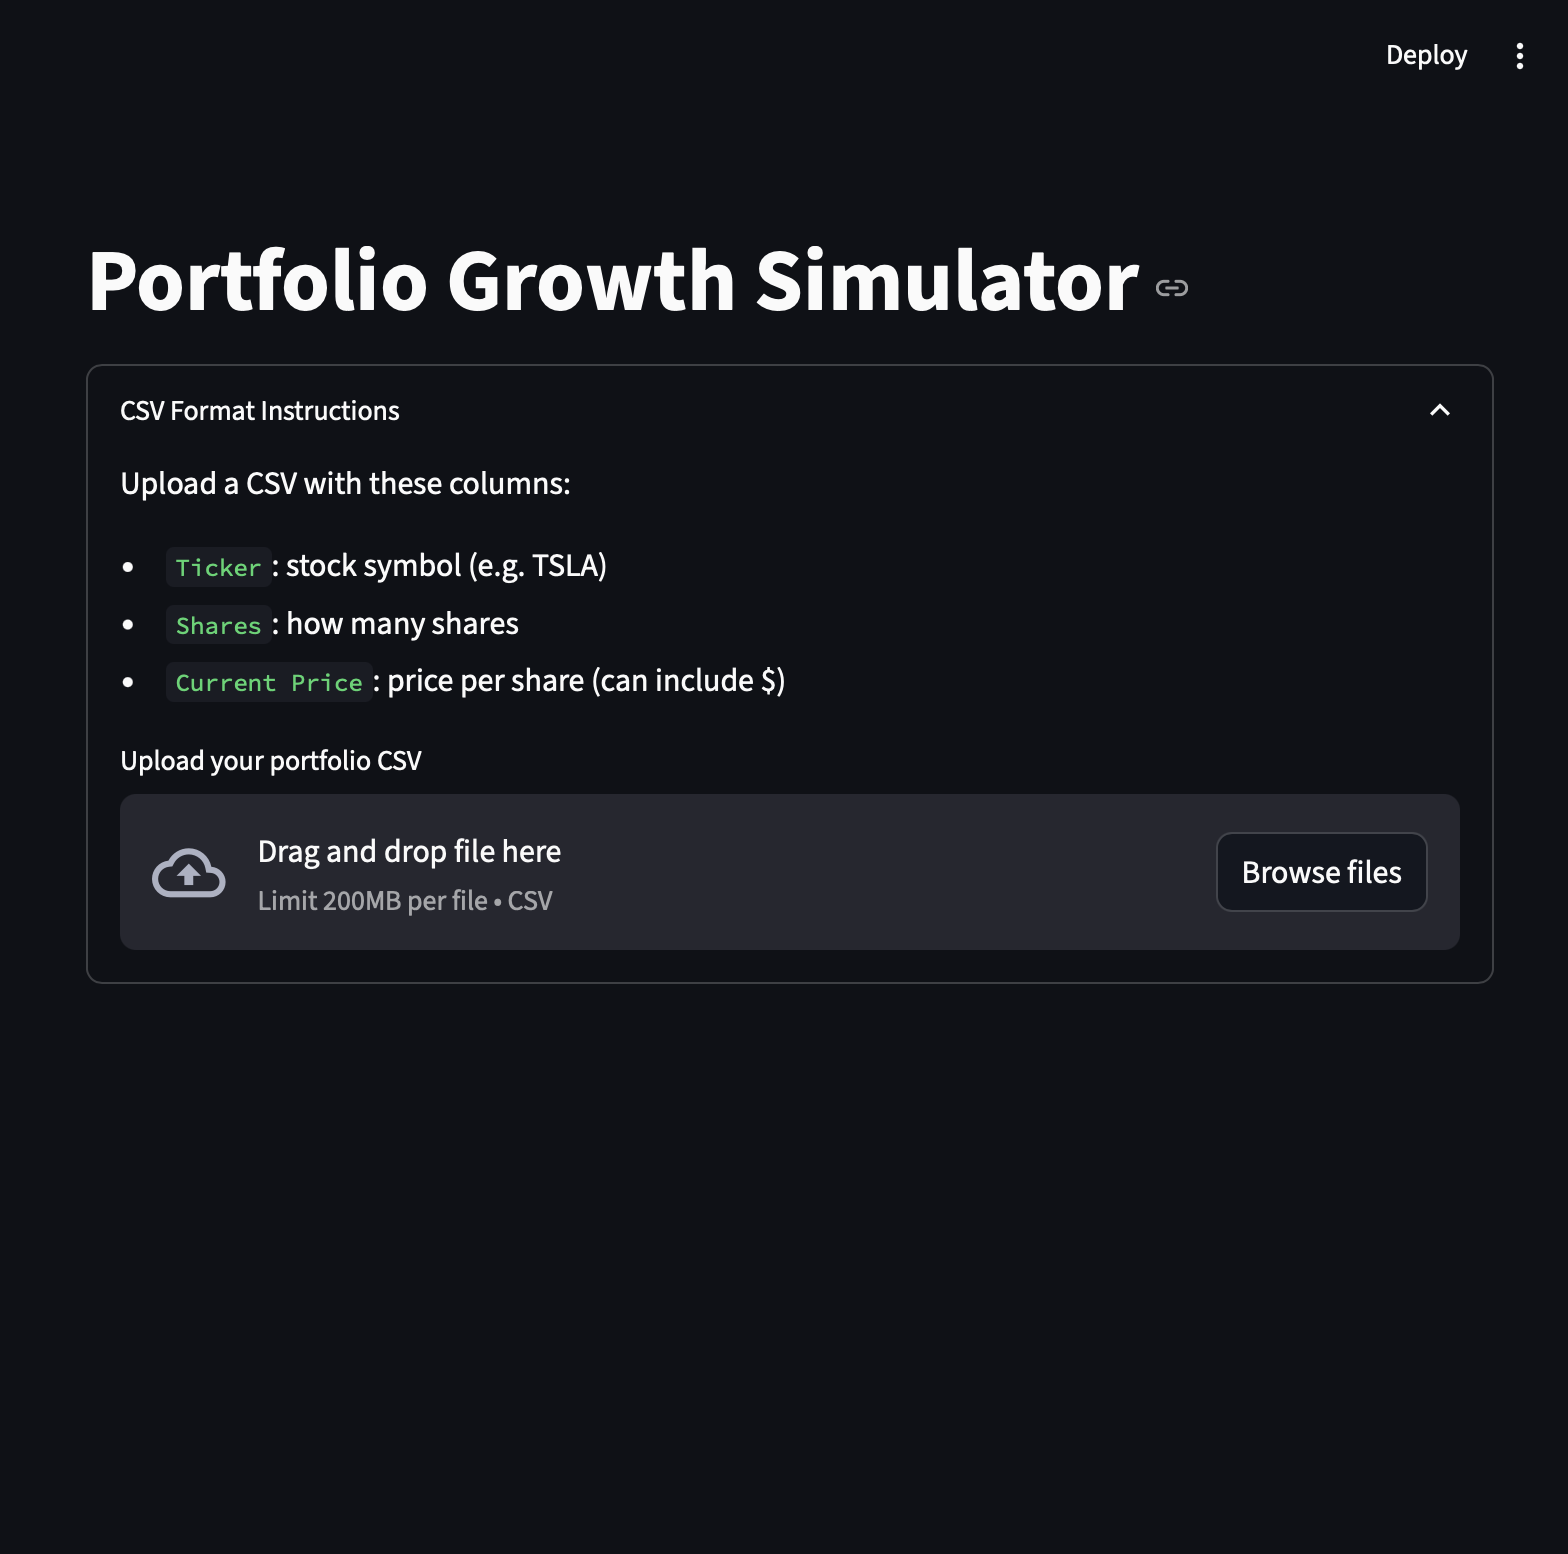 Deploy
Portfolio Growth Simulator
CSV Format Instructions
Upload a CSV with these columns:
• Ticker: stock symbol (e.g. TSLA)
• Shares: how many shares
• Current Price: price per share (can include $)
Upload your portfolio CSV
Drag and drop file here
Limit 200MB per file • CSV
Browse files